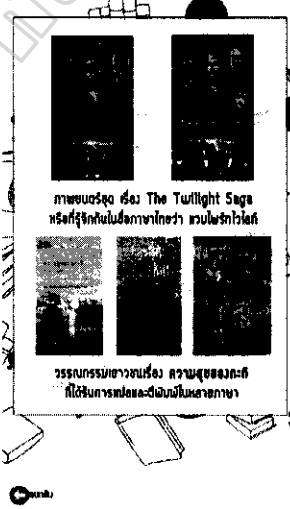 ภาพยนตร์ชุด เรื่อง The Twilight Saga
หรือที่รู้จักกันในชื่อภาษาไทยว่า แวมไพร์ทไวไลท์
วรรณกรรมเยาวชนเรื่อง ความสุขของกะทิ
ที่ได้รับการแปลและตีพิมพ์ในหลายภาษา